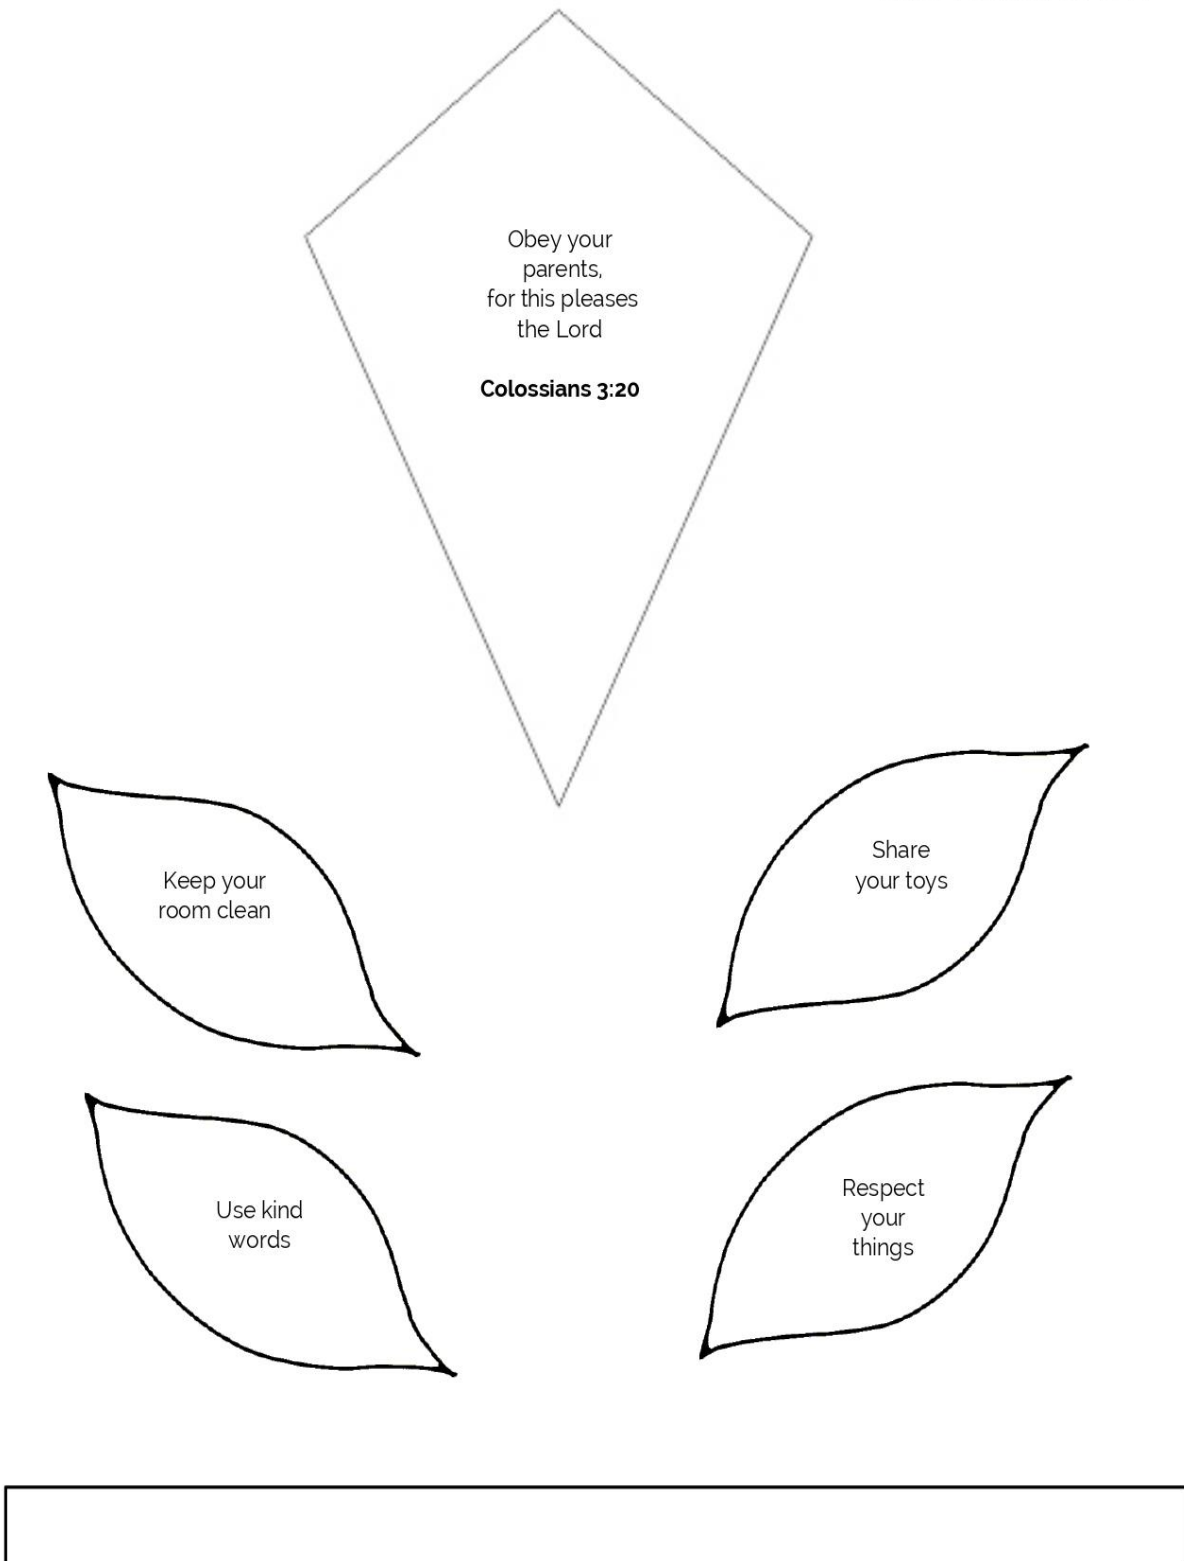 Obey your
parents,
for this pleases
the Lord
Colossians 3:20
Keep your
room clean
Share
your toys
Use kind
words
Respect
your
things